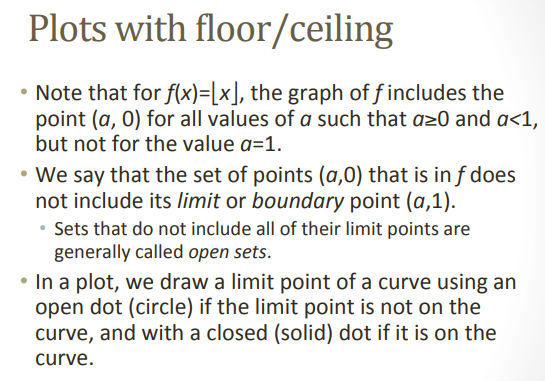 Plots with floor/ceiling
• Note that for f(x)=⌊x⌋, the graph of f includes the
point (a, 0) for all values of a such that a≥0 and a<1,
but not for the value a=1.
• We say that the set of points (a,0) that is in f does
not include its limit or boundary point (a,1).
• Sets that do not include all of their limit points are
generally called open sets.
• In a plot, we draw a limit point of a curve using an
open dot (circle) if the limit point is not on the
curve, and with a closed (solid) dot if it is on the
curve.